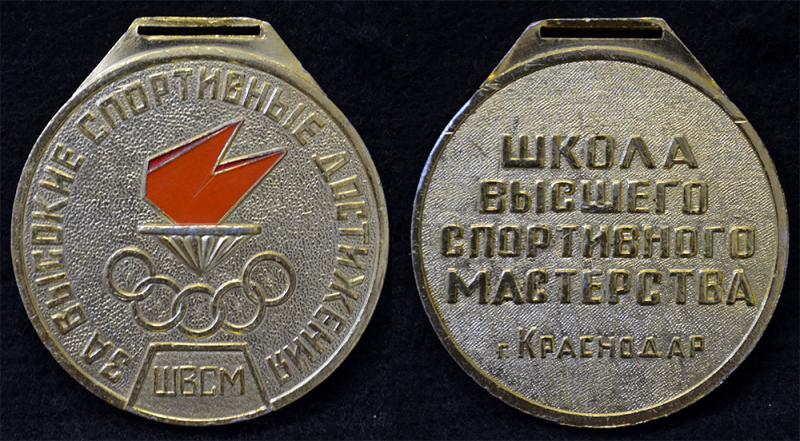 ЗА ВЫСОКИЕ СПОРТИВНЫЕ ДОСТИЖЕНИЯ
ШВСМ
ШКОЛА
ВЫСШЕГО
СПОРТИВНОГО
МАСТЕРСТВА
г. КРАСНОДАР